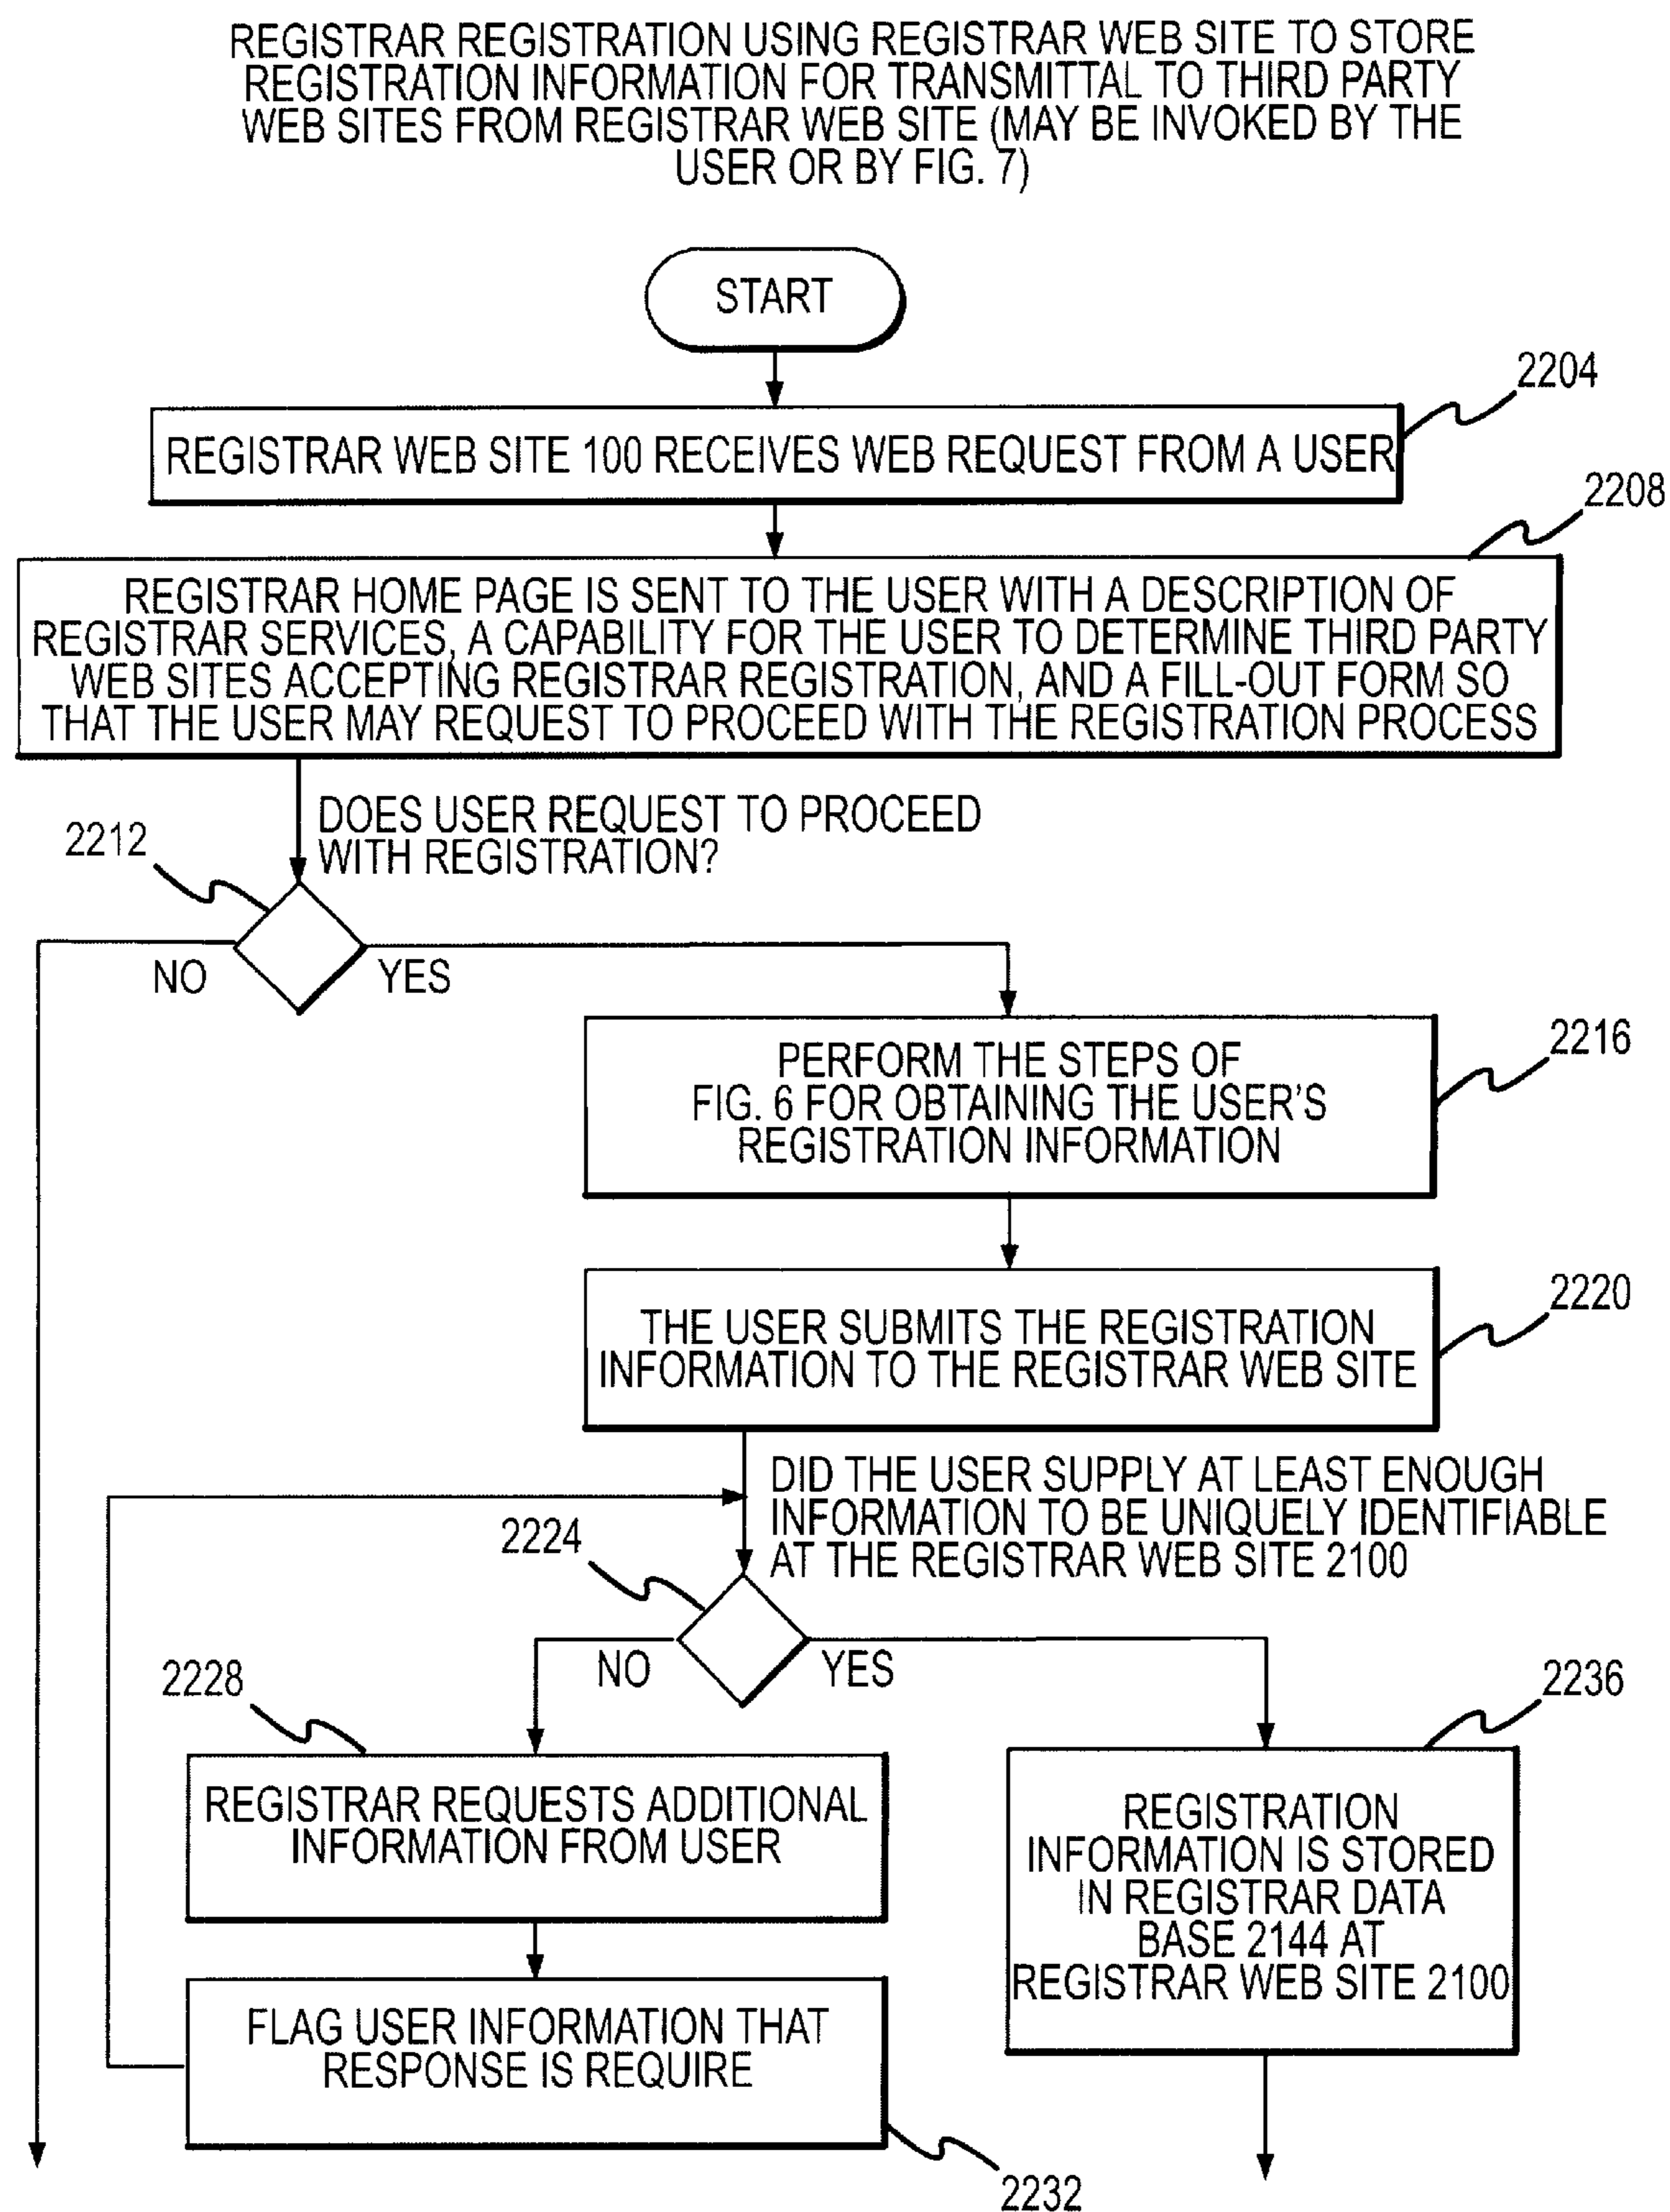 REGISTRAR REGISTRATION USING REGISTRAR WEB SITE TO STORE
REGISTRATION INFORMATION FOR TRANSMITTAL TO THIRD PARTY
WEB SITES FROM REGISTRAR WEB SITE (MAY BE INVOKED BY THE
USER OR BY FIG. 7)
START
2204
REGISTRAR WEB SITE 100 RECEIVES WEB REQUEST FROM A USER
2208
REGISTRAR HOME PAGE IS SENT TO THE USER WITH A DESCRIPTION OF
REGISTRAR SERVICES, A CAPABILITY FOR THE USER TO DETERMINE THIRD PARTY
WEB SITES ACCEPTING REGISTRAR REGISTRATION, AND A FILL-OUT FORM SO
THAT THE USER MAY REQUEST TO PROCEED WITH THE REGISTRATION PROCESS
DOES USER REQUEST TO PROCEED
WITH REGISTRATION?
2212
NO
YES
2216
PERFORM THE STEPS OF
FIG. 6 FOR OBTAINING THE USER'S
REGISTRATION INFORMATION
2220
THE USER SUBMITS THE REGISTRATION
INFORMATION TO THE REGISTRAR WEB SITE
DID THE USER SUPPLY AT LEAST ENOUGH
INFORMATION TO BE UNIQUELY IDENTIFIABLE
AT THE REGISTRAR WEB SITE 2100
2224
NO
YES
2228
REGISTRAR REQUESTS ADDITIONAL
INFORMATION FROM USER
2236
REGISTRATION
INFORMATION IS STORED
IN REGISTRAR DATA
BASE 2144 AT
REGISTRAR WEB SITE 2100
FLAG USER INFORMATION THAT
RESPONSE IS REQUIRE
2232